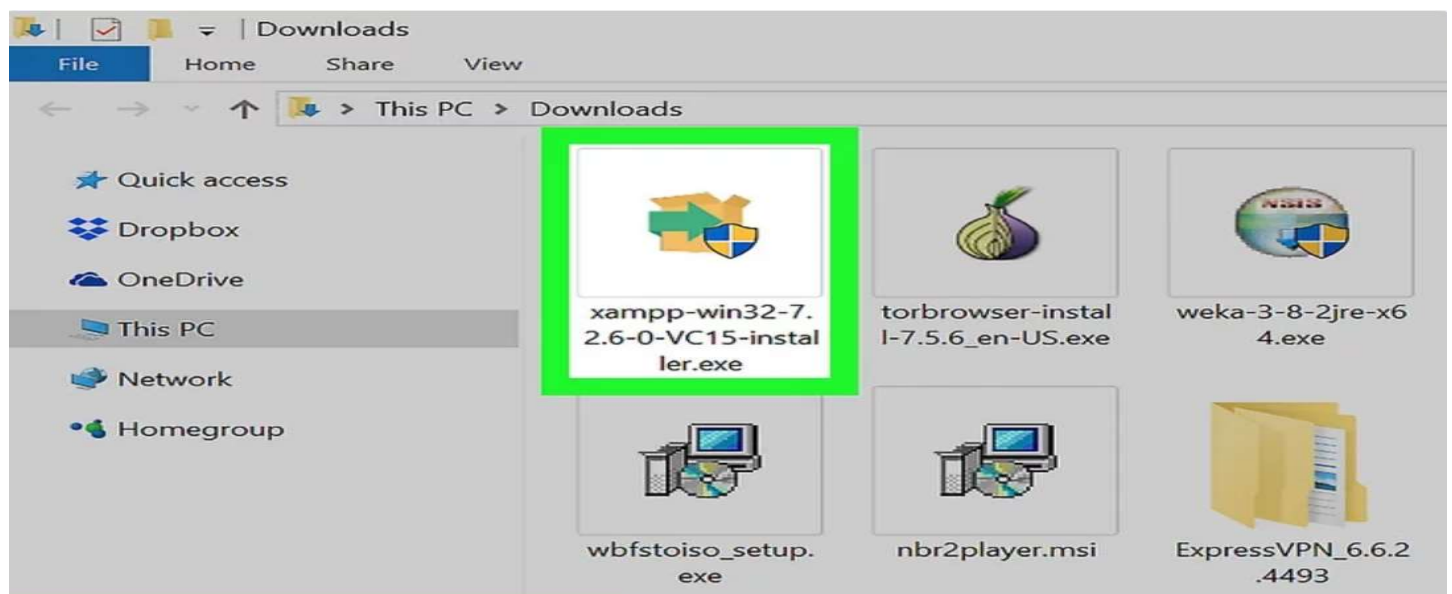 Downloads
File Home Share View
This PC > Downloads
Quick access
Dropbox
OneDrive
This PC
Network
Homegroup
xampp-win32-7.
2.6-0-VC15-instal
ler.exe
torbrowser-instal
l-7.5.6_en-US.exe
NSIS
weka-3-8-2jre-x6
4.exe
wbfstoiso_setup.
exe
nbr2player.msi
ExpressVPN_6.6.2
.4493